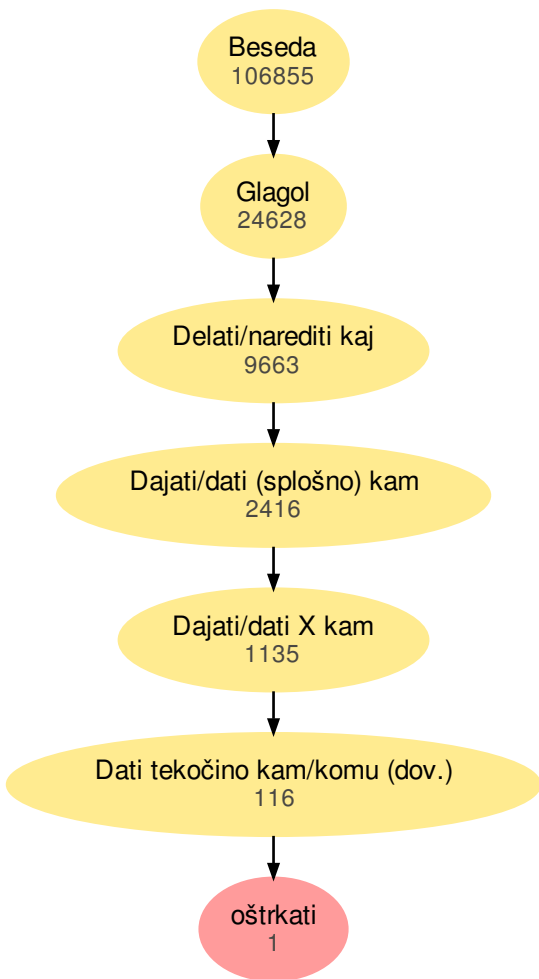 Beseda
106855
Glagol
24628
Delati/narediti kaj
9663
Dajati/dati (splošno) kam
2416
Dajati/dati X kam
1135
Dati tekočino kam/komu (dov.)
116
oštrkati
1